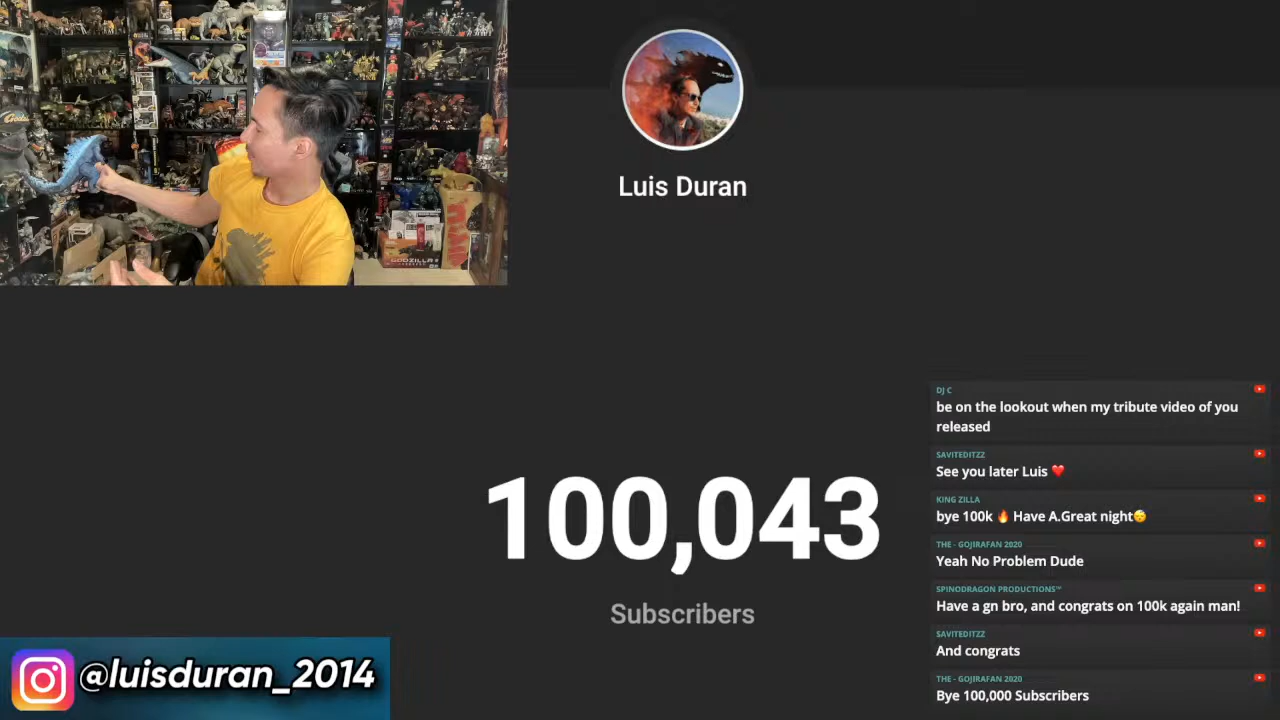 Luis Duran
100,043
Subscribers
DJ C
be on the lookout when my tribute video of you
released
SAVITEDITZZ
See you later Luis ❤️
KING ZILLA
bye 100k 🔥 Have A.Great night😴
THE - GOJIRAFAN 2020
Yeah No Problem Dude
SPINODRAGON PRODUCTIONS™
Have a gn bro, and congrats on 100k again man!
SAVITEDITZZ
And congrats
THE - GOJIRAFAN 2020
Bye 100,000 Subscribers
@luisduran_2014
GODZILLA